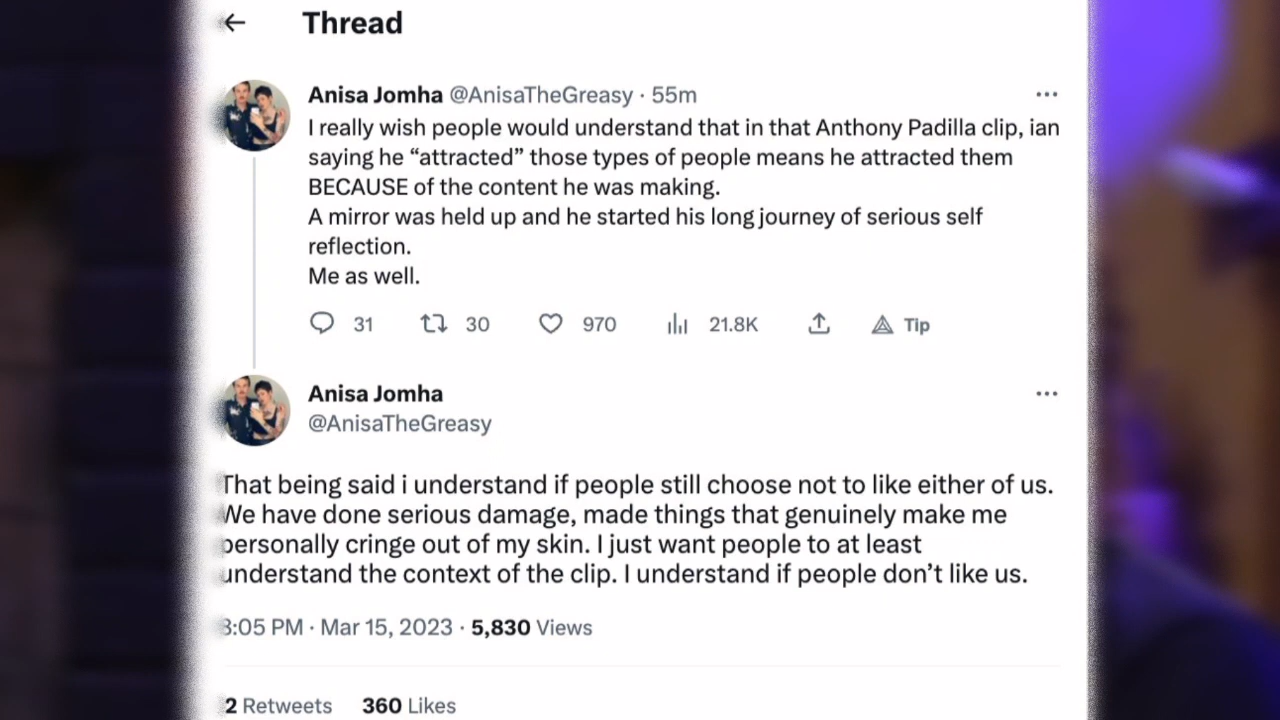 Thread
Anisa Jomha @AnisaTheGreasy · 55m
I really wish people would understand that in that Anthony Padilla clip, ian
saying he “attracted” those types of people means he attracted them
BECAUSE of the content he was making.
A mirror was held up and he started his long journey of serious self
reflection.
Me as well.
31 30 970 21.8K Tip
Anisa Jomha
@AnisaTheGreasy
That being said i understand if people still choose not to like either of us.
We have done serious damage, made things that genuinely make me
personally cringe out of my skin. I just want people to at least
understand the context of the clip. I understand if people don’t like us.
3:05 PM · Mar 15, 2023 · 5,830 Views
2 Retweets 360 Likes